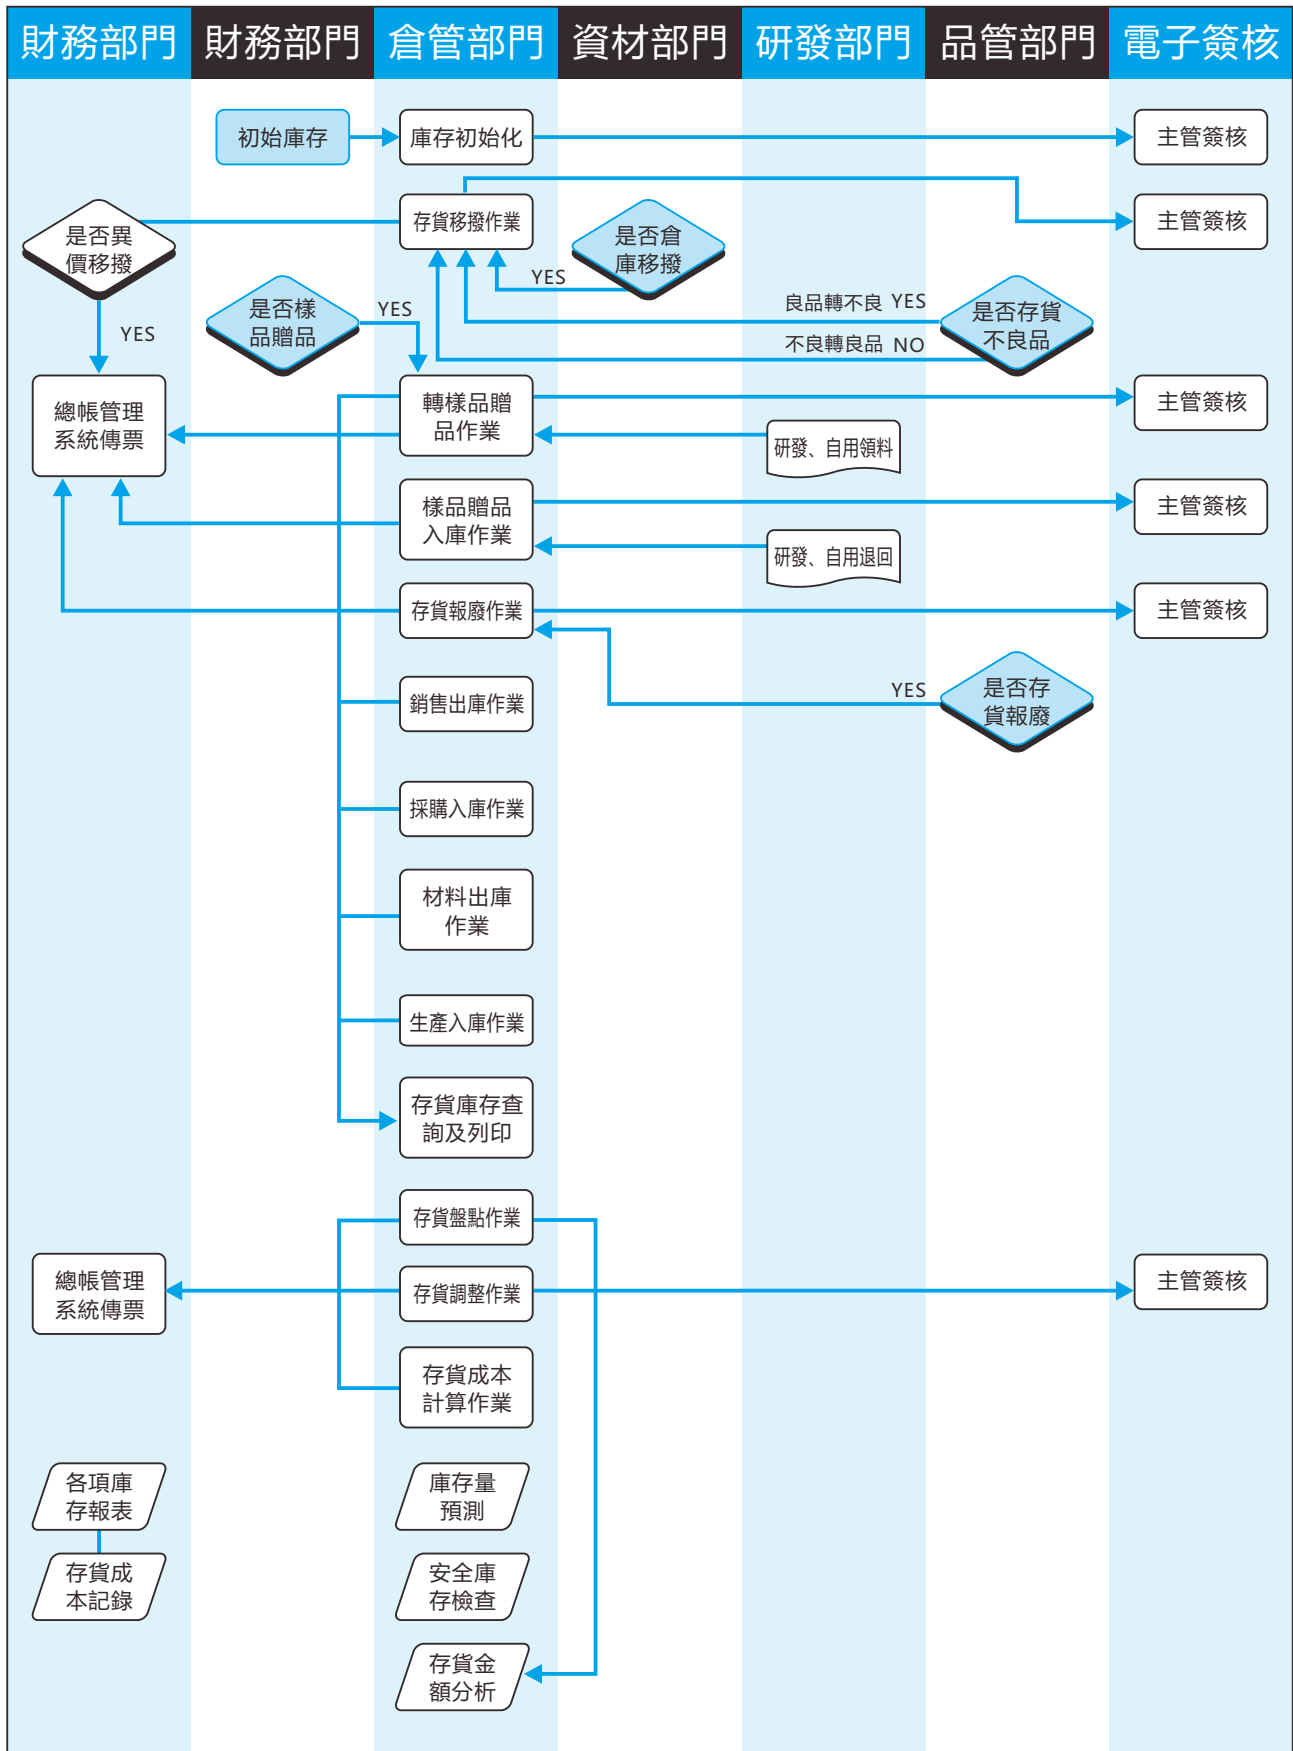 財務部門 財務部門 倉管部門 資材部門 研發部門 品管部門 電子簽核
初始庫存
庫存初始化
主管簽核
存貨移撥作業
主管簽核
是否異
價移撥
是否倉
庫移撥
YES
YES
是否樣
品贈品
YES
良品轉不良 YES
不良轉良品 NO
是否存貨
不良品
總帳管理
系統傳票
轉樣品贈
品作業
主管簽核
研發、自用領料
樣品贈品
入庫作業
主管簽核
研發、自用退回
存貨報廢作業
主管簽核
YES
是否存
貨報廢
銷售出庫作業
採購入庫作業
材料出庫
作業
生產入庫作業
存貨庫存查
詢及列印
存貨盤點作業
總帳管理
系統傳票
存貨調整作業
主管簽核
存貨成本
計算作業
各項庫
存報表
庫存量
預測
存貨成
本記錄
安全庫
存檢查
存貨金
額分析